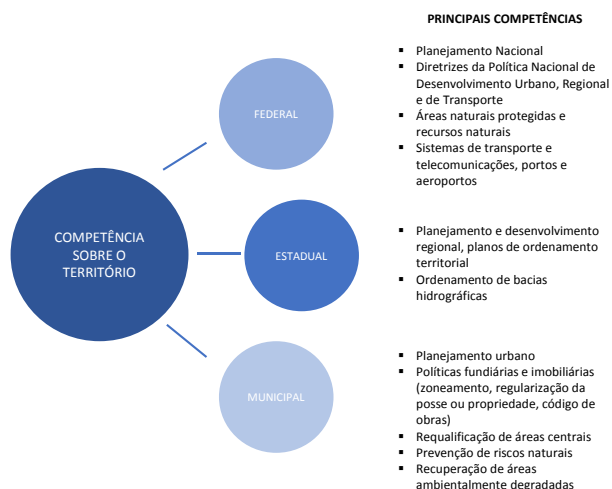 PRINCIPAIS COMPETÊNCIAS
FEDERAL
▪ Planejamento Nacional
▪ Diretrizes da Política Nacional de
Desenvolvimento Urbano, Regional
e de Transporte
▪ Áreas naturais protegidas e
recursos naturais
▪ Sistemas de transporte e
telecomunicações, portos e
aeroportos
COMPETÊNCIA
SOBRE O
TERRITÓRIO
ESTADUAL
▪ Planejamento e desenvolvimento
regional, planos de ordenamento
territorial
▪ Ordenamento de bacias
hidrográficas
MUNICIPAL
▪ Planejamento urbano
▪ Políticas fundiárias e imobiliárias
(zoneamento, regularização da
posse ou propriedade, código de
obras)
▪ Requalificação de áreas centrais
▪ Prevenção de riscos naturais
▪ Recuperação de áreas
ambientalmente degradadas